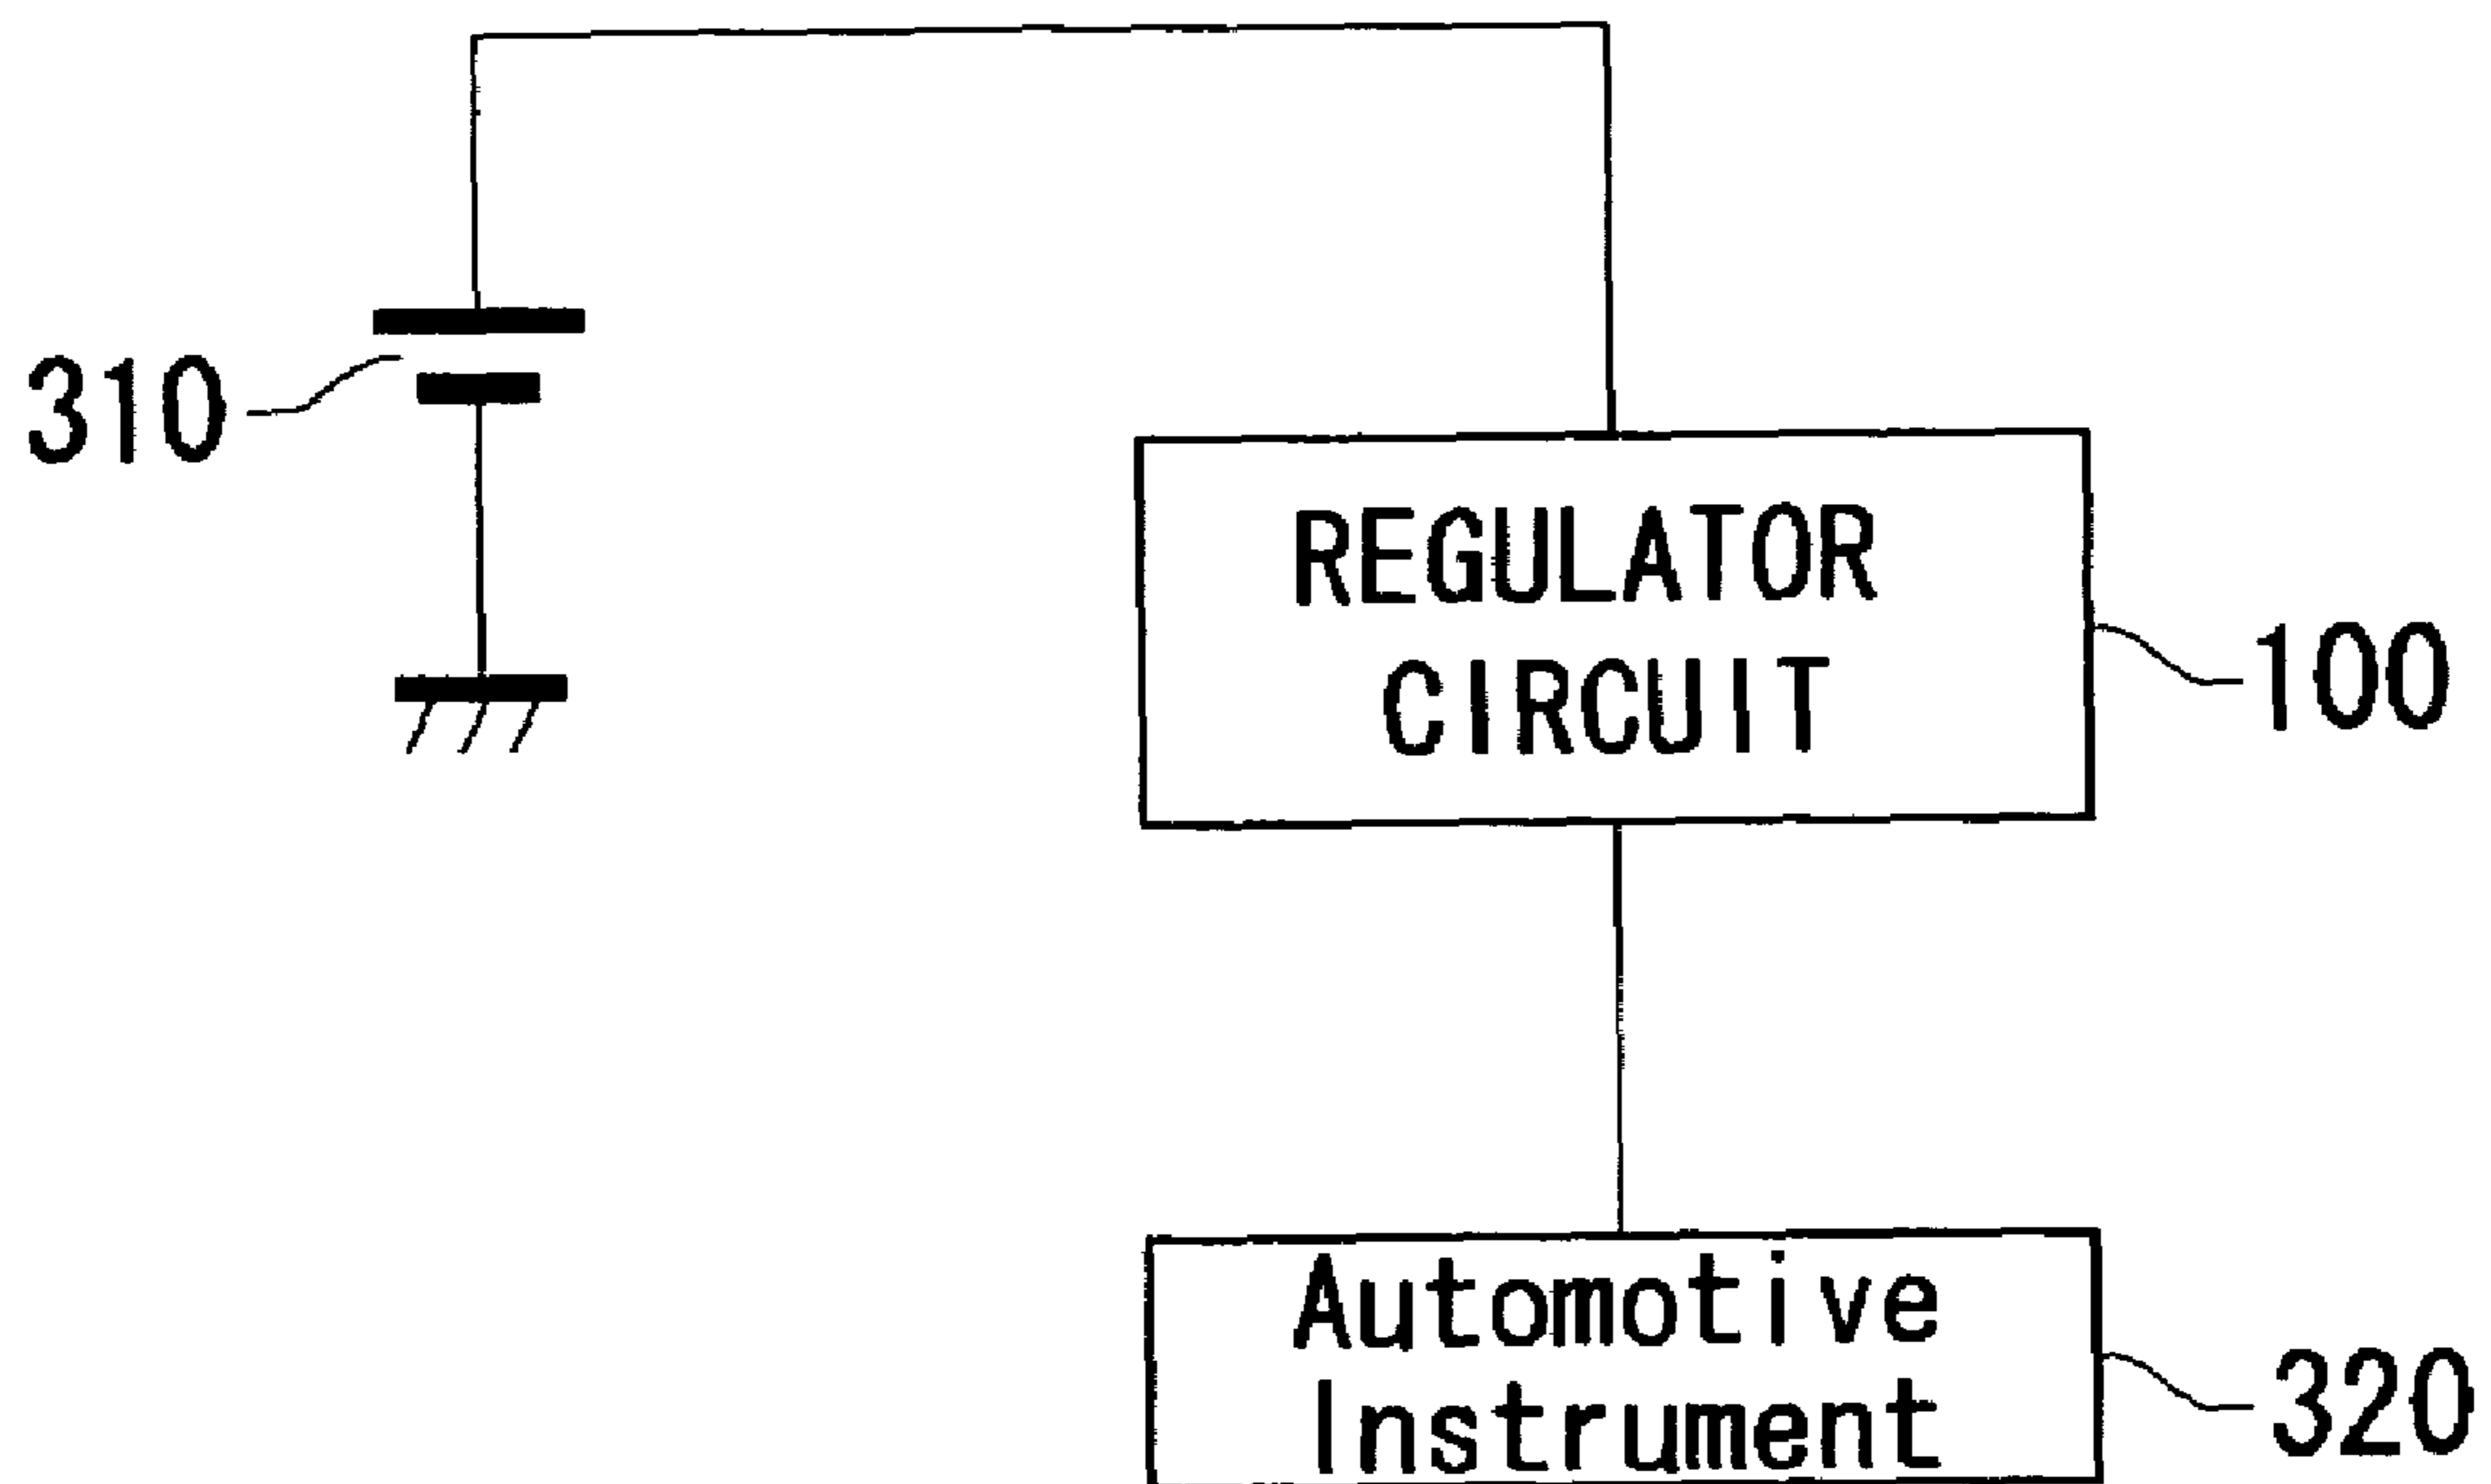 310
REGULATOR
CIRCUIT
100
Automotive
Instrument
320